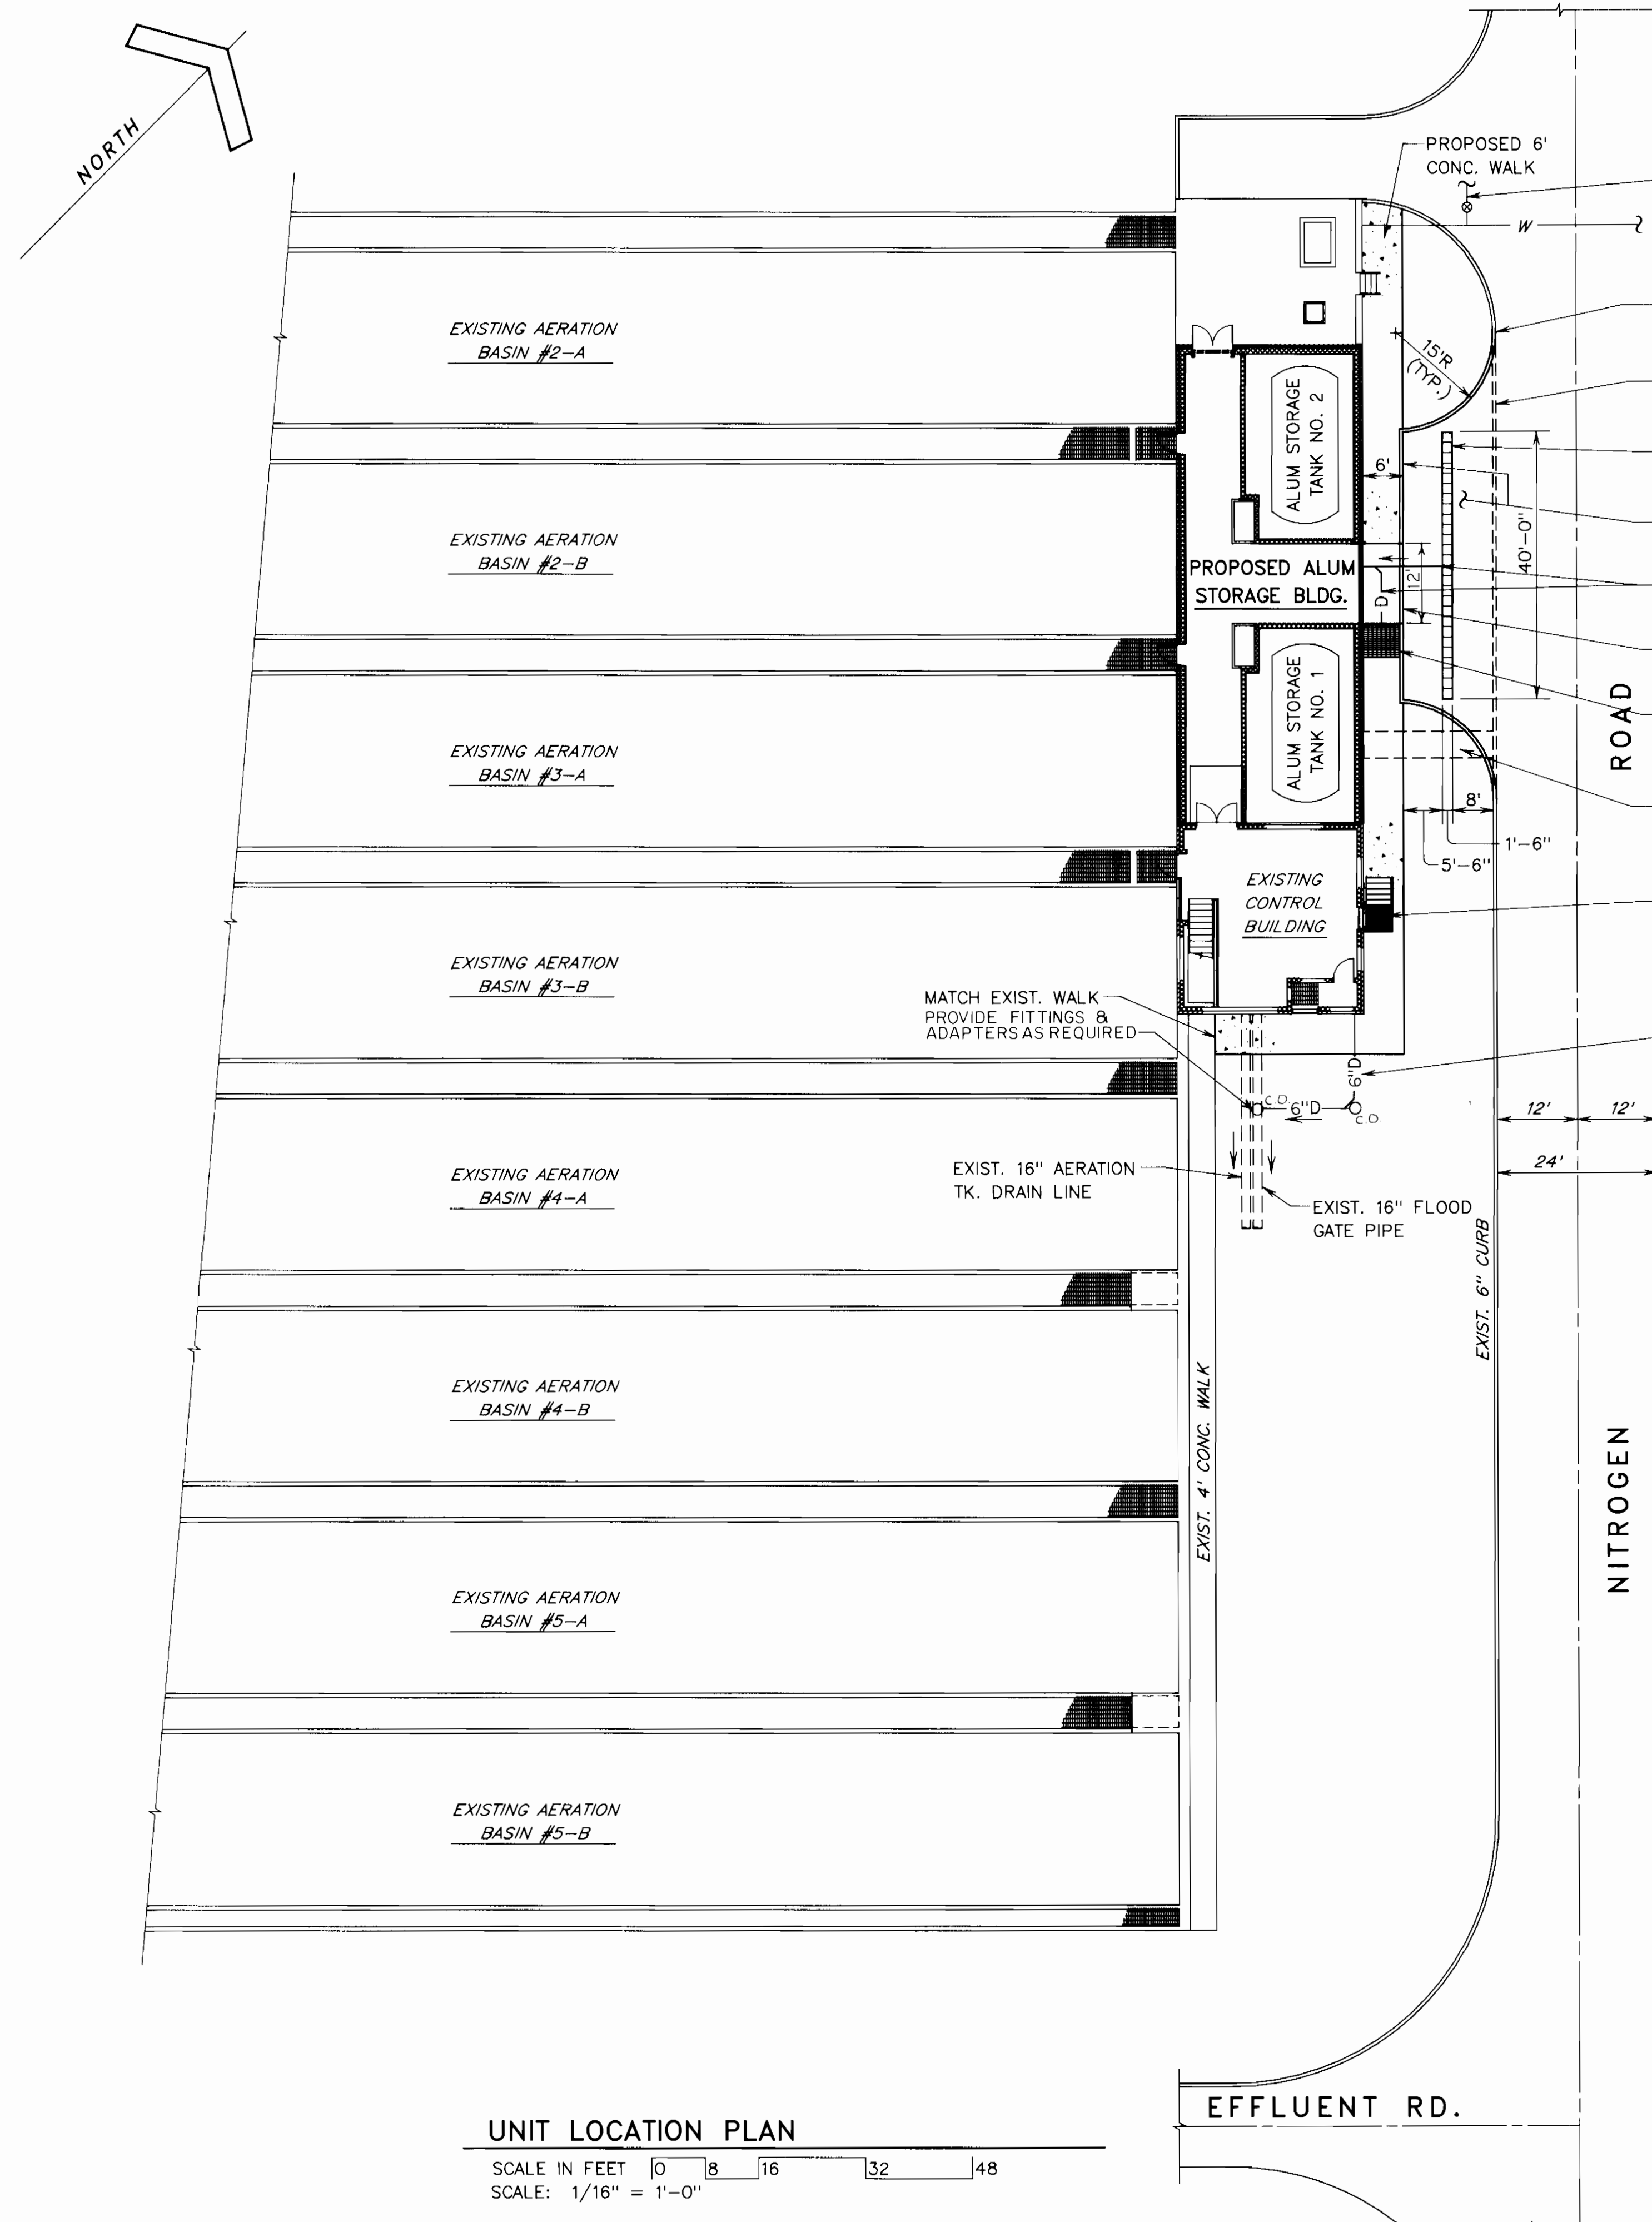 NORTH
PROPOSED 6'
CONC. WALK
W
15'R
(TYP.)
EXISTING AERATION
BASIN #2-A
ALUM STORAGE
TANK NO. 2
6'
40'-0"
EXISTING AERATION
BASIN #2-B
PROPOSED ALUM
STORAGE BLDG.
12'
D
ALUM STORAGE
TANK NO. 1
ROAD
EXISTING AERATION
BASIN #3-A
8'
1'-6"
5'-6"
EXISTING
CONTROL
BUILDING
EXISTING AERATION
BASIN #3-B
MATCH EXIST. WALK
PROVIDE FITTINGS &
ADAPTERS AS REQUIRED
6"D
C.O.
6"D
C.O.
12'
12'
24'
EXIST. 16" AERATION
TK. DRAIN LINE
EXIST. 16" FLOOD
GATE PIPE
EXISTING AERATION
BASIN #4-A
EXIST. 6" CURB
EXISTING AERATION
BASIN #4-B
EXIST. 4' CONC. WALK
NITROGEN
EXISTING AERATION
BASIN #5-A
EXISTING AERATION
BASIN #5-B
EFFLUENT RD.
UNIT LOCATION PLAN
SCALE IN FEET 0 8 16 32 48
SCALE: 1/16" = 1'-0"